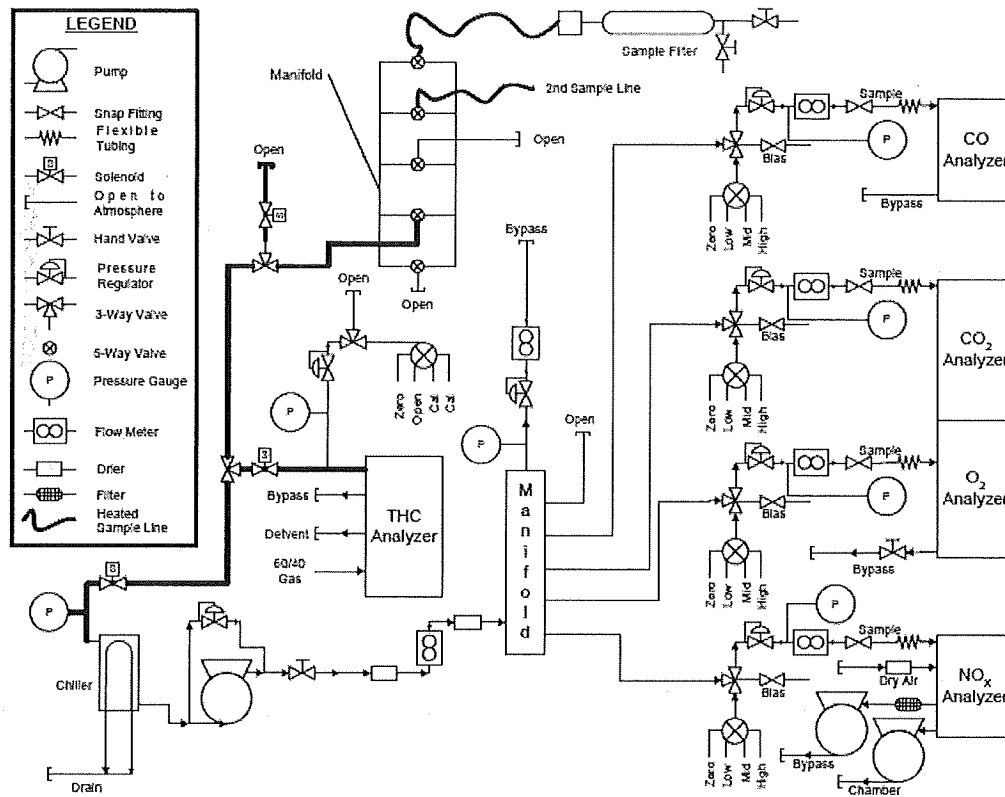 LEGEND
Pump
Snap Fitting
Flexible
Tubing
Solenoid
Open to
Atmosphere
Hand Valve
Pressure
Regulator
3-Way Valve
5-Way Valve
P
Pressure Gauge
Flow Meter
Drier
Filter
Heated
Sample Line
Manifold
Sample Filter
2nd Sample Line
Open
Open
Open
S
S
S
S
Open
P
Zero
Open
Cal
Cal
Bypass
P
Open
Bypass
Detvent
60/40
Gas
THC
Analyzer
Manifold
P
Chiller
Drain
Sample
P
Bias
Zero
Low
Mid
High
CO
Analyzer
Bypass
Sample
P
Bias
Zero
Low
Mid
High
CO₂
Analyzer
Sample
P
Bias
Zero
Low
Mid
High
O₂
Analyzer
Bypass
P
Sample
Bias
Zero
Low
Mid
High
Dry Air
NOₓ
Analyzer
Bypass
Chamber